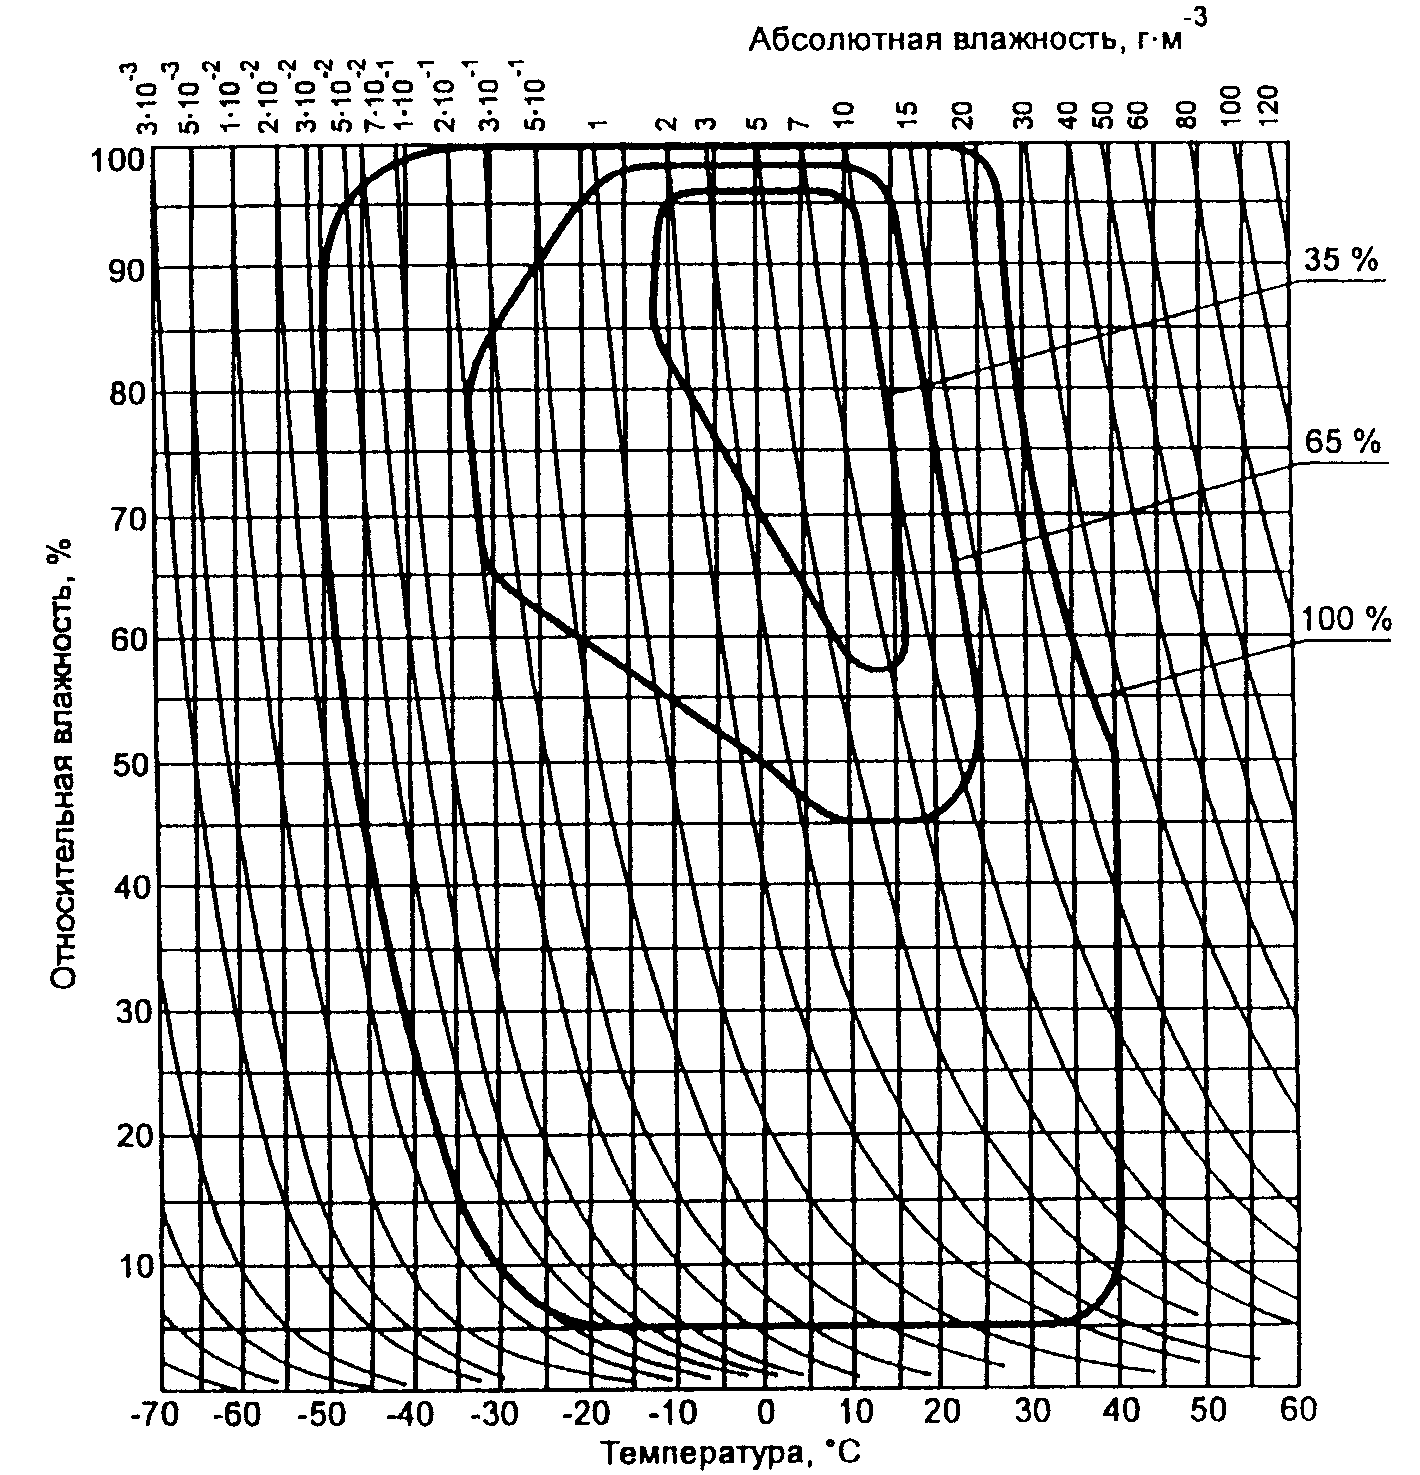 Абсолютная влажность, г·м⁻³
3·10⁻³ 5·10⁻³ 1·10⁻² 2·10⁻² 3·10⁻² 5·10⁻² 7·10⁻² 1·10⁻¹ 2·10⁻¹ 3·10⁻¹ 5·10⁻¹ 1 2 3 5 7 10 15 20 30 40 50 60 80 100 120
100
90
35 %
80
65 %
70
60
100 %
50
40
30
20
10
Относительная влажность, %
-70 -60 -50 -40 -30 -20 -10 0 10 20 30 40 50 60
Температура, °С